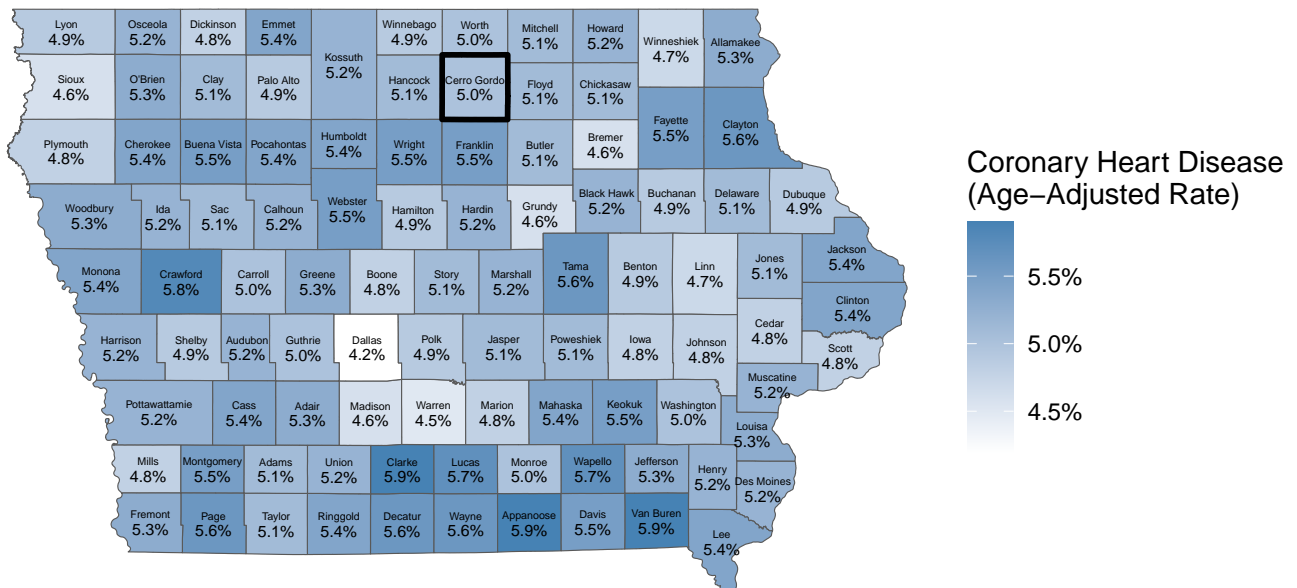 Lyon
4.9%
Osceola
5.2%
Dickinson
4.8%
Emmet
5.4%
Kossuth
5.2%
Winnebago
4.9%
Worth
5.0%
Mitchell
5.1%
Howard
5.2%
Winneshiek
4.7%
Allamakee
5.3%
Sioux
4.6%
O'Brien
5.3%
Clay
5.1%
Palo Alto
4.9%
Hancock
5.1%
Cerro Gordo
5.0%
Floyd
5.1%
Chickasaw
5.1%
Fayette
5.5%
Clayton
5.6%
Plymouth
4.8%
Cherokee
5.4%
Buena Vista
5.5%
Pocahontas
5.4%
Humboldt
5.4%
Wright
5.5%
Franklin
5.5%
Butler
5.1%
Bremer
4.6%
Woodbury
5.3%
Ida
5.2%
Sac
5.1%
Calhoun
5.2%
Webster
5.5%
Hamilton
4.9%
Hardin
5.2%
Grundy
4.6%
Black Hawk
5.2%
Buchanan
4.9%
Delaware
5.1%
Dubuque
4.9%
Monona
5.4%
Crawford
5.8%
Carroll
5.0%
Greene
5.3%
Boone
4.8%
Story
5.1%
Marshall
5.2%
Tama
5.6%
Benton
4.9%
Linn
4.7%
Jones
5.1%
Jackson
5.4%
Clinton
5.4%
Harrison
5.2%
Shelby
4.9%
Audubon
5.2%
Guthrie
5.0%
Dallas
4.2%
Polk
4.9%
Jasper
5.1%
Poweshiek
5.1%
Iowa
4.8%
Johnson
4.8%
Cedar
4.8%
Scott
4.8%
Muscatine
5.2%
Pottawattamie
5.2%
Cass
5.4%
Adair
5.3%
Madison
4.6%
Warren
4.5%
Marion
4.8%
Mahaska
5.4%
Keokuk
5.5%
Washington
5.0%
Louisa
5.3%
Mills
4.8%
Montgomery
5.5%
Adams
5.1%
Union
5.2%
Clarke
5.9%
Lucas
5.7%
Monroe
5.0%
Wapello
5.7%
Jefferson
5.3%
Henry
5.2%
Des Moines
5.2%
Fremont
5.3%
Page
5.6%
Taylor
5.1%
Ringgold
5.4%
Decatur
5.6%
Wayne
5.6%
Appanoose
5.9%
Davis
5.5%
Van Buren
5.9%
Lee
5.4%
Coronary Heart Disease
(Age−Adjusted Rate)
5.5%
5.0%
4.5%